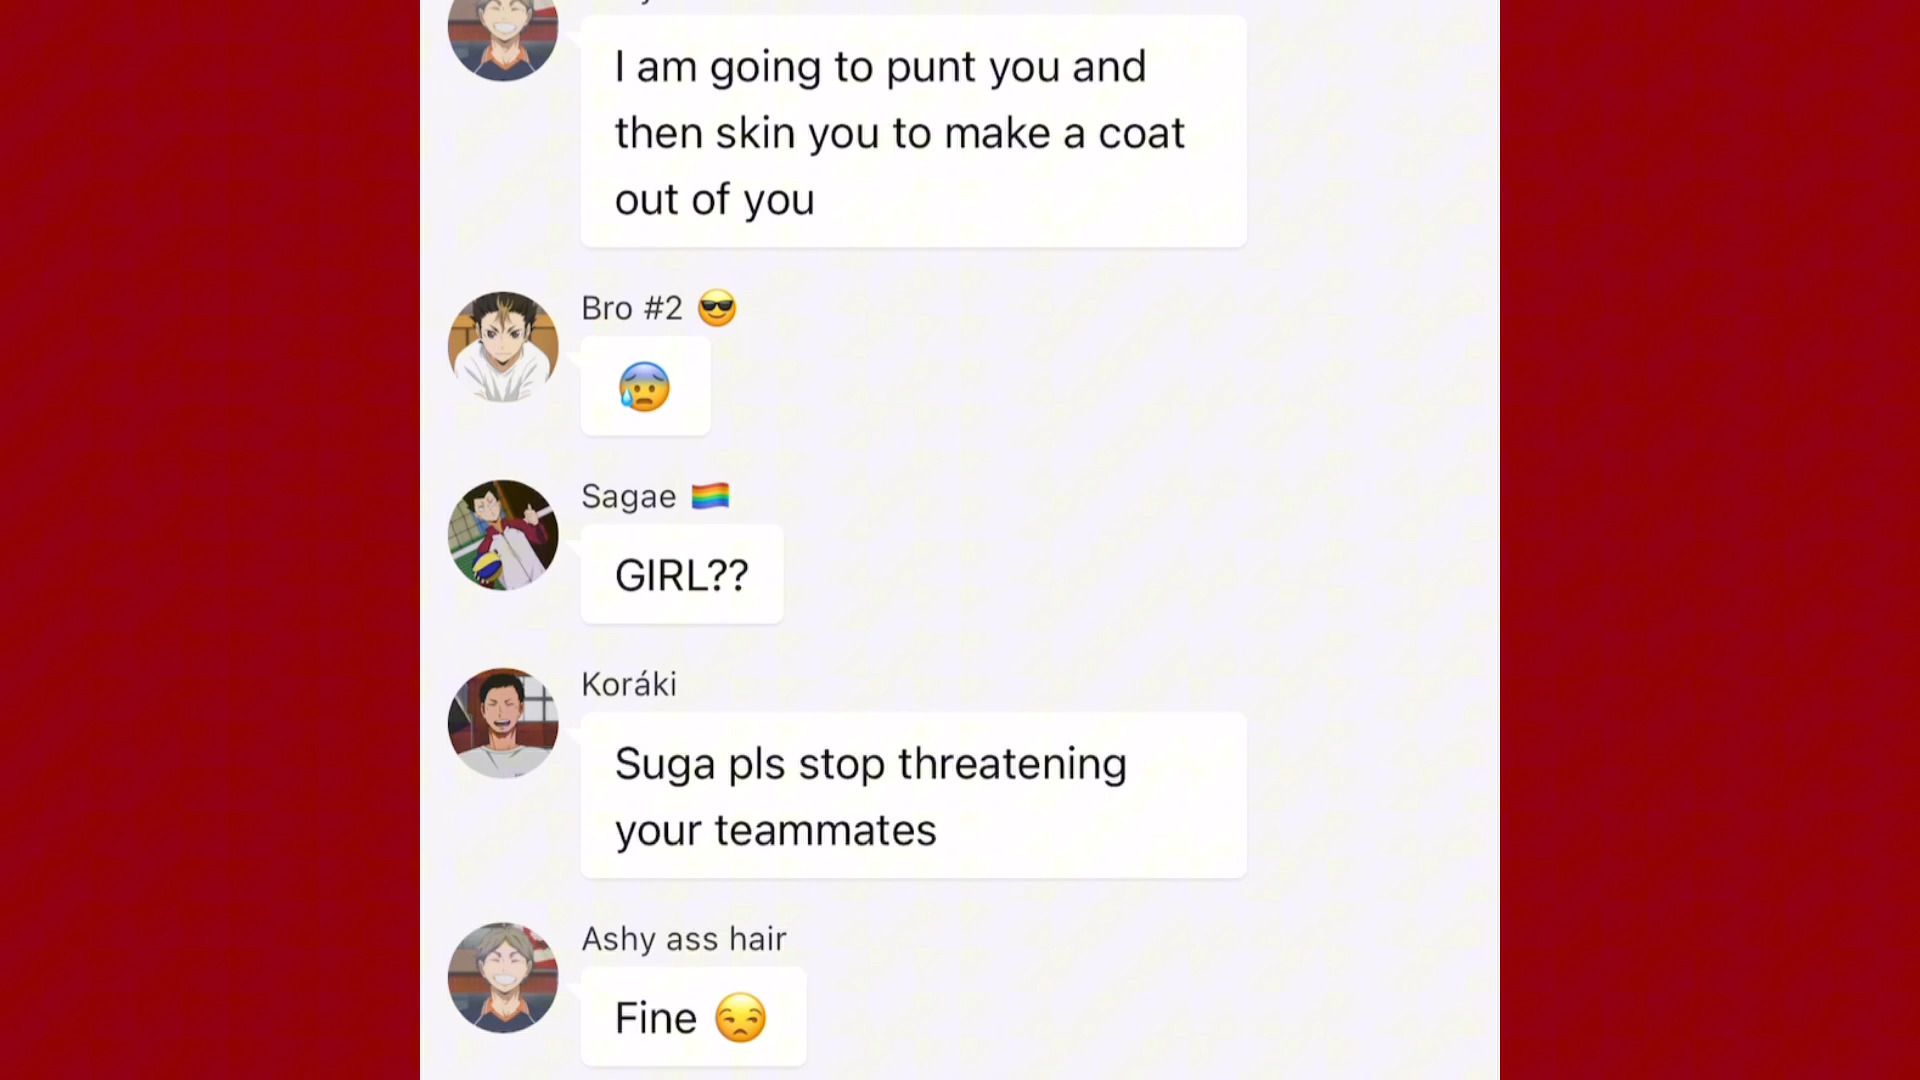 I am going to punt you and
then skin you to make a coat
out of you
Bro #2 😎
😰
Sagae 🏳️‍🌈
GIRL??
Koráki
Suga pls stop threatening
your teammates
Ashy ass hair
Fine 😒